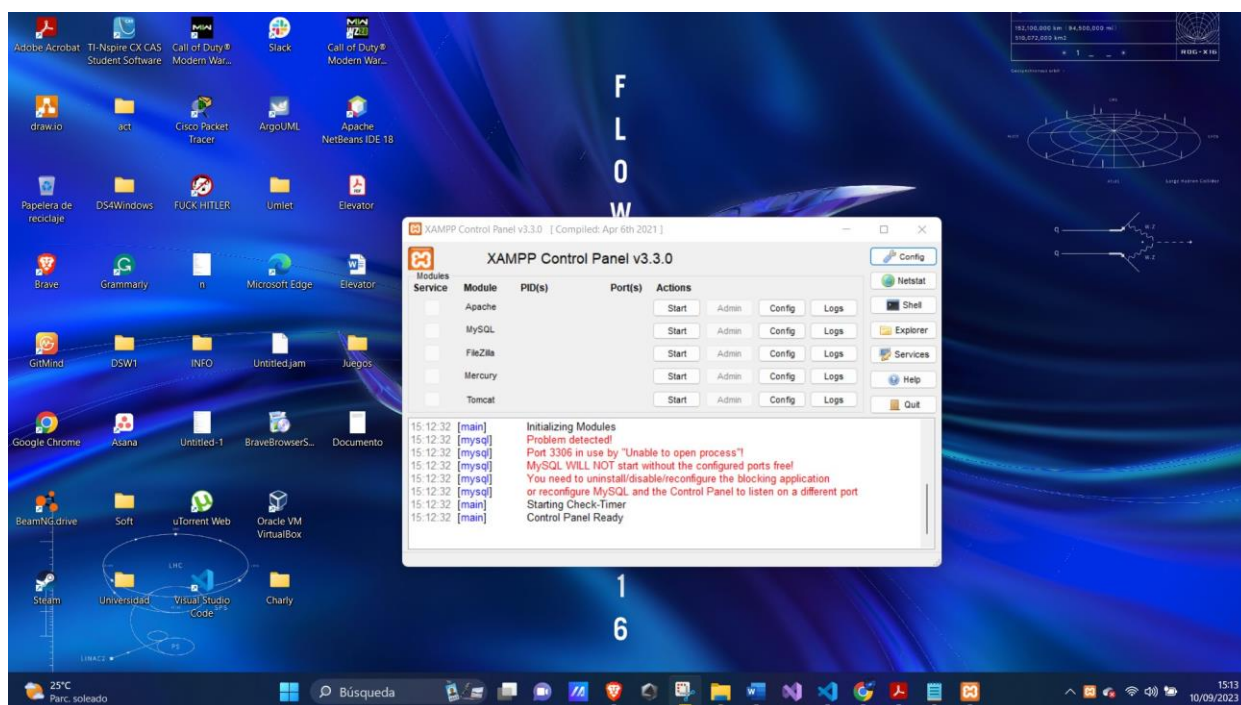 Adobe Acrobat
TI-Nspire CX CAS
Student Software
Call of Duty®
Modern War...
Slack
Call of Duty®
Modern War...
draw.io
act
Cisco Packet
Tracer
ArgoUML
Apache
NetBeans IDE 18
Papelera de
reciclaje
DS4Windows
FUCK HITLER
Umlet
Elevator
Brave
Grammarly
n
Microsoft Edge
Elevator
GitMind
DSW1
INFO
Untitled.jam
Juegos
Google Chrome
Asana
Untitled-1
BraveBrowserS...
Documento
BeamNG.drive
Soft
uTorrent Web
Oracle VM
VirtualBox
Steam
Universidad
Visual Studio
Code
Charly
LHC
SPS
PS
LINAC2
F
L
O
W
1
6
ROG-X16
Large Hadron Collider
XAMPP Control Panel v3.3.0 [ Compiled: Apr 6th 2021 ]
XAMPP Control Panel v3.3.0
Config
Modules
Service Module PID(s) Port(s) Actions
Netstat
Apache Start Admin Config Logs
Shell
MySQL Start Admin Config Logs
Explorer
FileZilla Start Admin Config Logs
Services
Mercury Start Admin Config Logs
Help
Tomcat Start Admin Config Logs
Quit
15:12:32 [main] Initializing Modules
15:12:32 [mysql] Problem detected!
15:12:32 [mysql] Port 3306 in use by "Unable to open process"!
15:12:32 [mysql] MySQL WILL NOT start without the configured ports free!
15:12:32 [mysql] You need to uninstall/disable/reconfigure the blocking application
15:12:32 [mysql] or reconfigure MySQL and the Control Panel to listen on a different port
15:12:32 [main] Starting Check-Timer
15:12:32 [main] Control Panel Ready
25°C
Parc. soleado
Búsqueda
15:13
10/09/2023